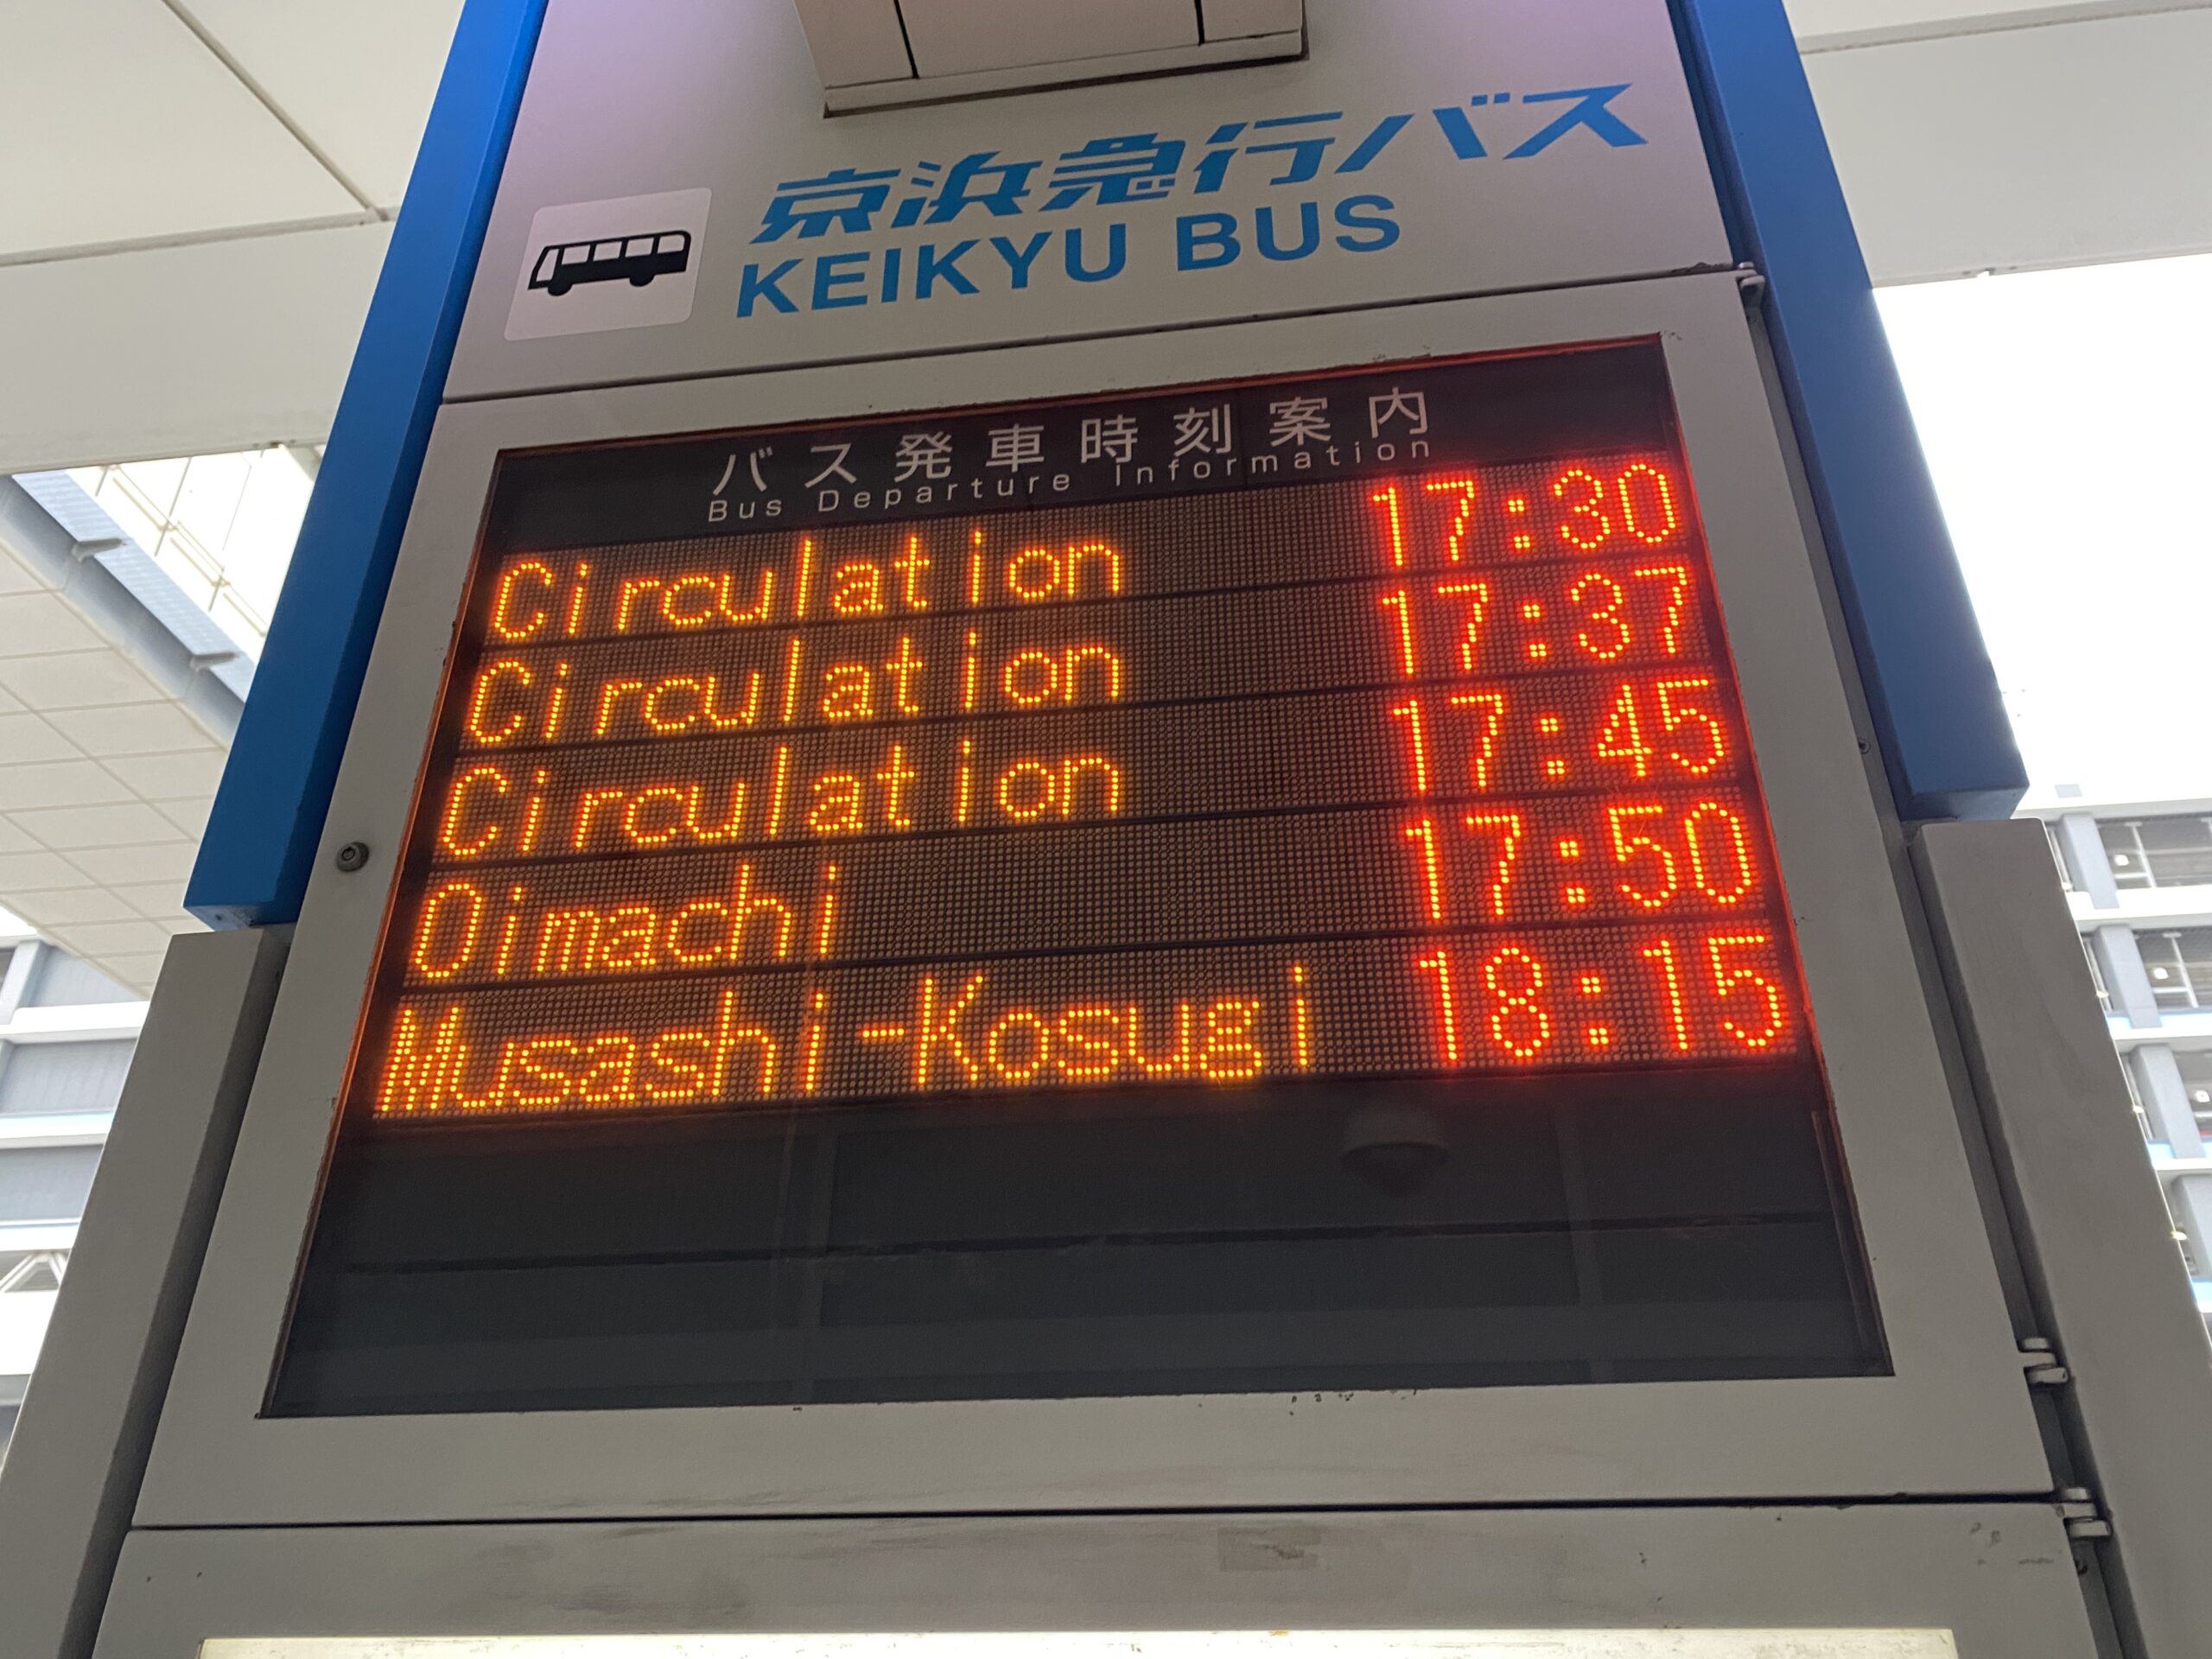 京浜急行バス
KEIKYU BUS
バス発車時刻案内
Bus Departure Information
Circulation 17:30
Circulation 17:37
Circulation 17:45
Oimachi 17:50
Musashi-Kosugi 18:15